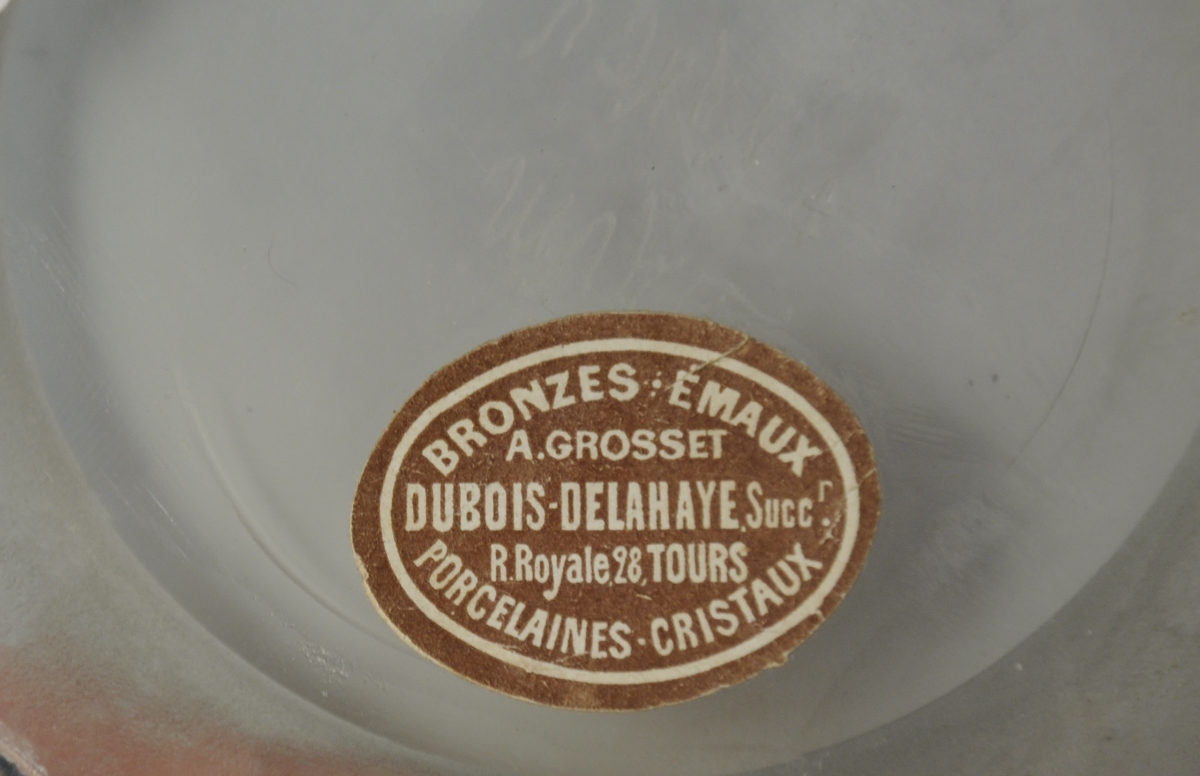 BRONZES : ÉMAUX
A. GROSSET
DUBOIS-DELAHAYE, Succr.
R. Royale, 28, TOURS
PORCELAINES - CRISTAUX